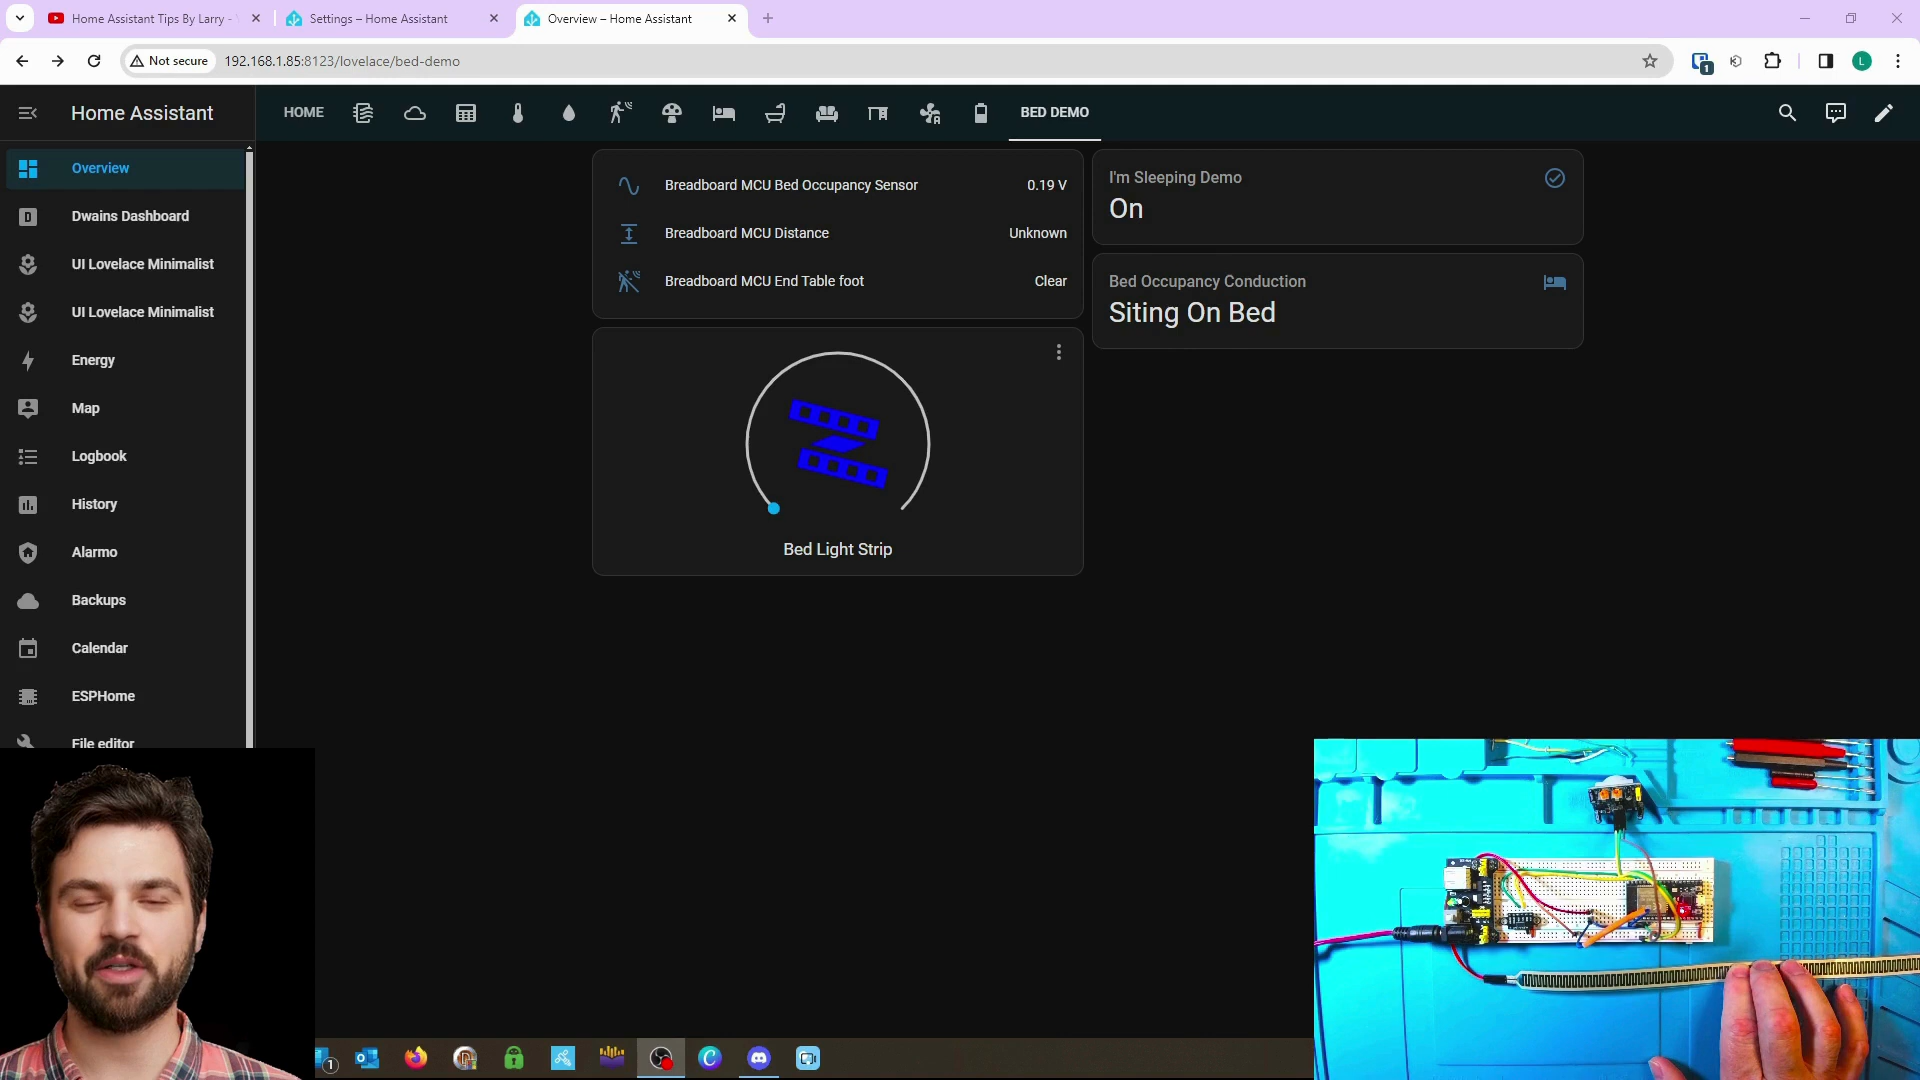 Home Assistant Tips By Larry -
Settings – Home Assistant
Overview – Home Assistant
Not secure
192.168.1.85:8123/lovelace/bed-demo
1
L
Home Assistant
HOME
A
BED DEMO
Overview
D
Dwains Dashboard
UI Lovelace Minimalist
UI Lovelace Minimalist
Energy
Map
Logbook
History
Alarmo
Backups
Calendar
ESPHome
File editor
Breadboard MCU Bed Occupancy Sensor
0.19 V
Breadboard MCU Distance
Unknown
Breadboard MCU End Table foot
Clear
Bed Light Strip
I'm Sleeping Demo
On
Bed Occupancy Conduction
Siting On Bed
1